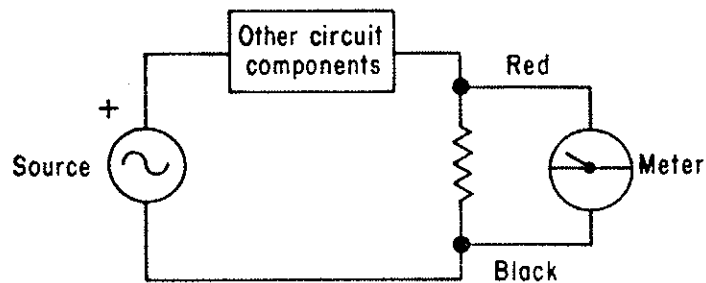 Other circuit
components
Red
+
Source
Meter
Black